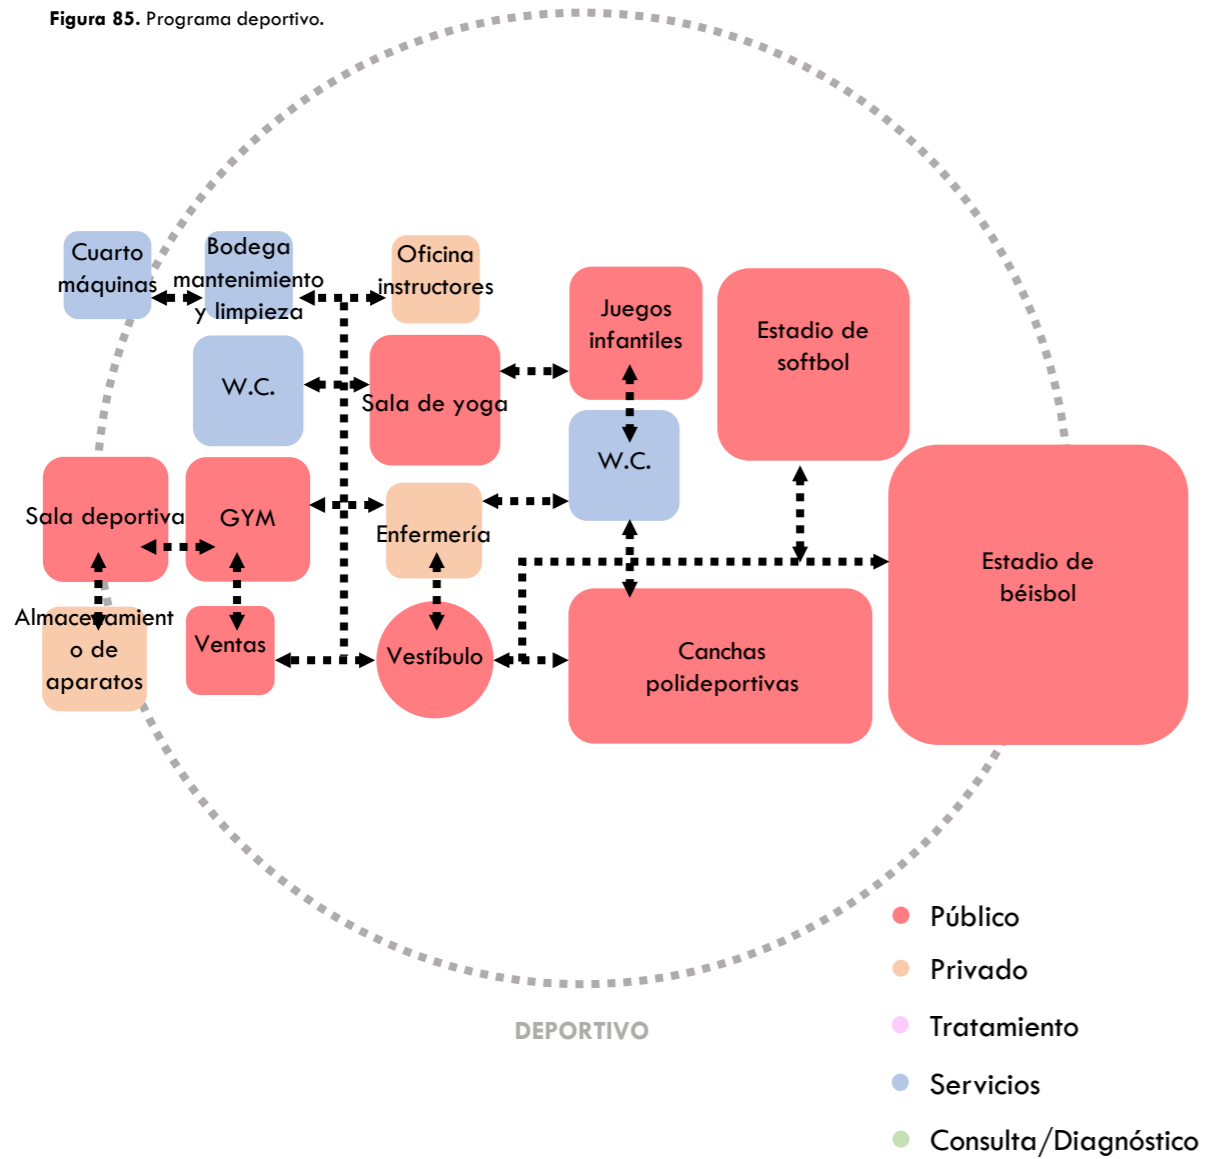 Figura 85. Programa deportivo.
Cuarto
máquinas
Bodega
mantenimiento
y limpieza
Oficina
instructores
Juegos
infantiles
Estadio de
softbol
W.C.
Sala de yoga
W.C.
Sala deportiva
GYM
Enfermería
Estadio de
béisbol
Almacenamient
o de
aparatos
Ventas
Vestíbulo
Canchas
polideportivas
DEPORTIVO
Público
Privado
Tratamiento
Servicios
Consulta/Diagnóstico